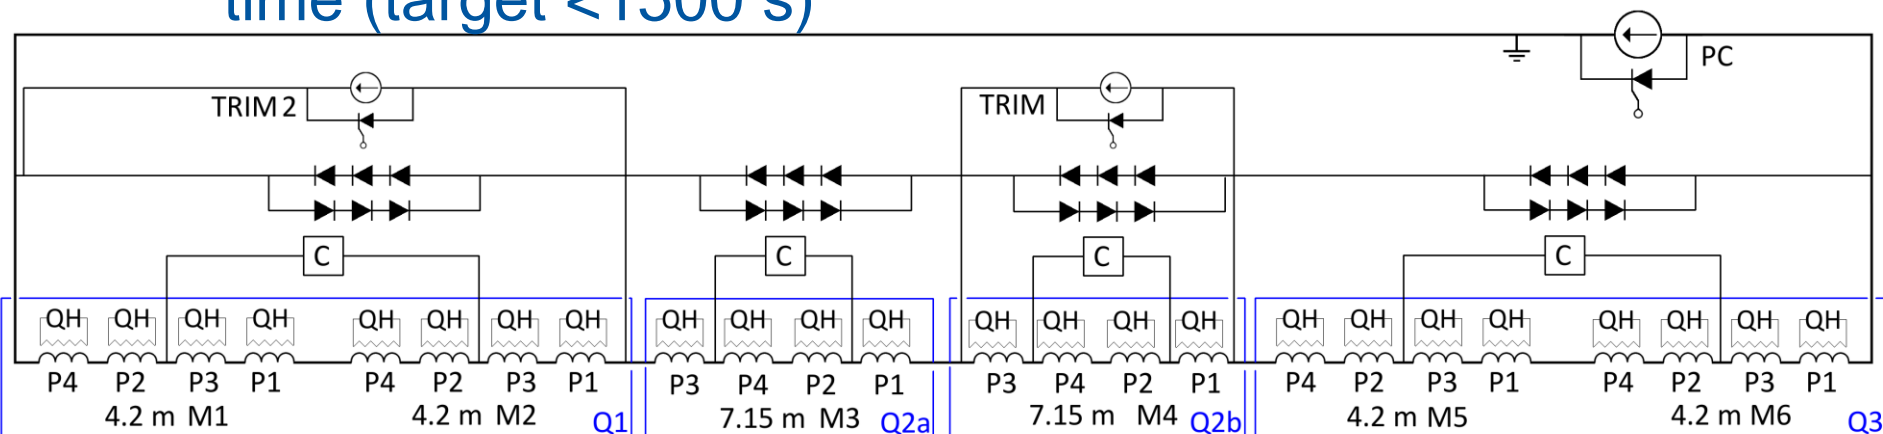 time (target <1500 s)
PC
TRIM 2 TRIM
C C C C
QH QH QH QH QH QH QH QH QH QH QH QH QH QH QH QH QH QH QH QH QH QH QH QH
P4 P2 P3 P1 P4 P2 P3 P1 P3 P4 P2 P1 P3 P4 P2 P1 P4 P2 P3 P1 P4 P2 P3 P1
4.2 m M1 4.2 m M2 Q1 7.15 m M3 Q2a 7.15 m M4 Q2b 4.2 m M5 4.2 m M6 Q3